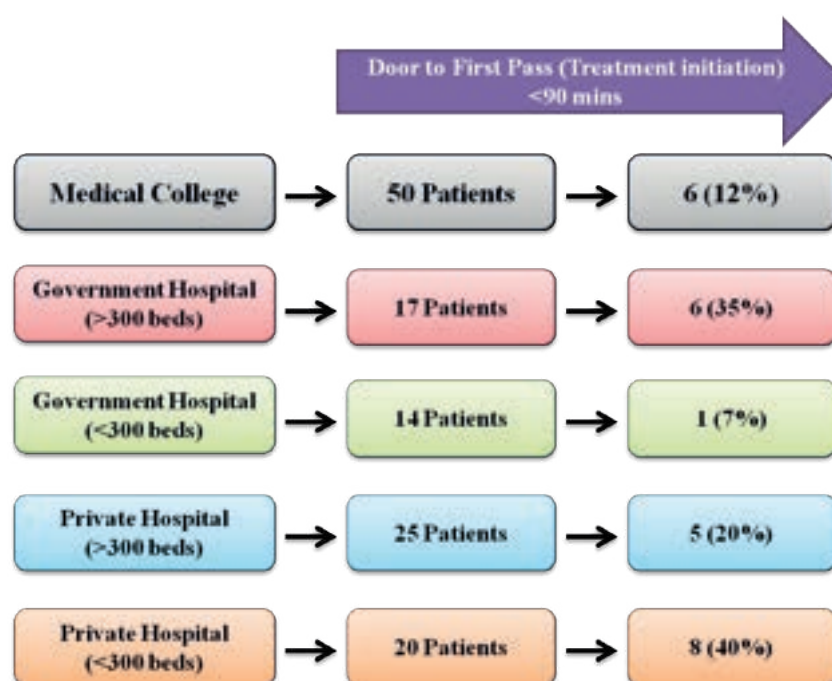 Door to First Pass (Treatment initiation)
<90 mins
Medical College
50 Patients
6 (12%)
Government Hospital
(>300 beds)
17 Patients
6 (35%)
Government Hospital
(<300 beds)
14 Patients
1 (7%)
Private Hospital
(>300 beds)
25 Patients
5 (20%)
Private Hospital
(<300 beds)
20 Patients
8 (40%)